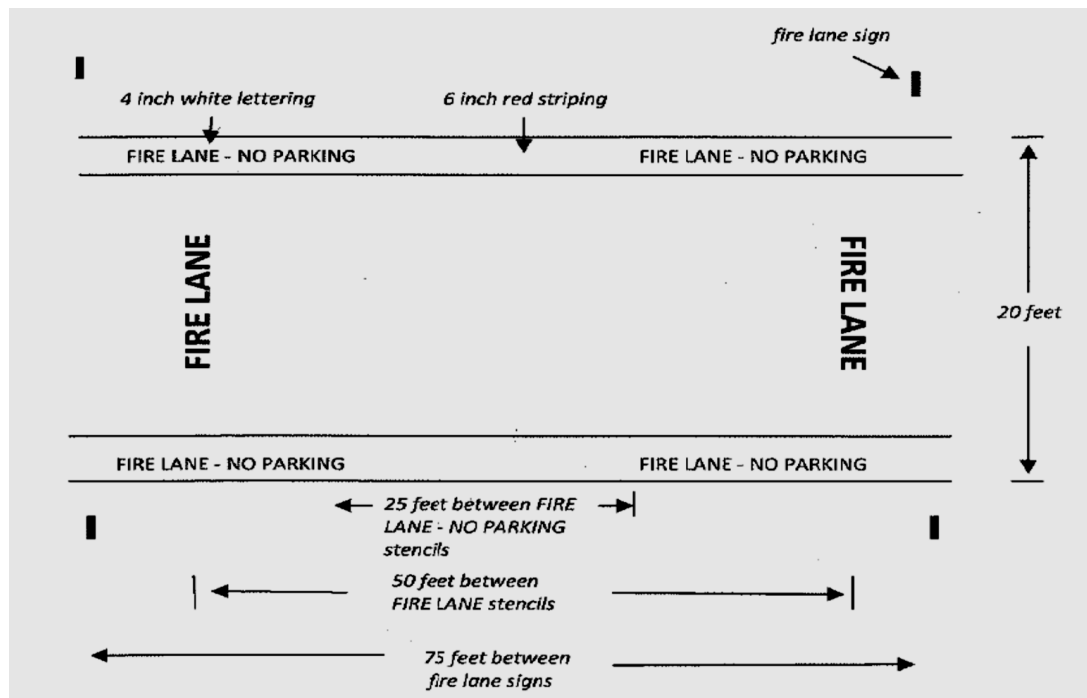 fire lane sign
4 inch white lettering
6 inch red striping
FIRE LANE - NO PARKING
FIRE LANE - NO PARKING
FIRE LANE
FIRE LANE
20 feet
FIRE LANE - NO PARKING
FIRE LANE - NO PARKING
25 feet between FIRE
LANE - NO PARKING
stencils
50 feet between
FIRE LANE stencils
75 feet between
fire lane signs